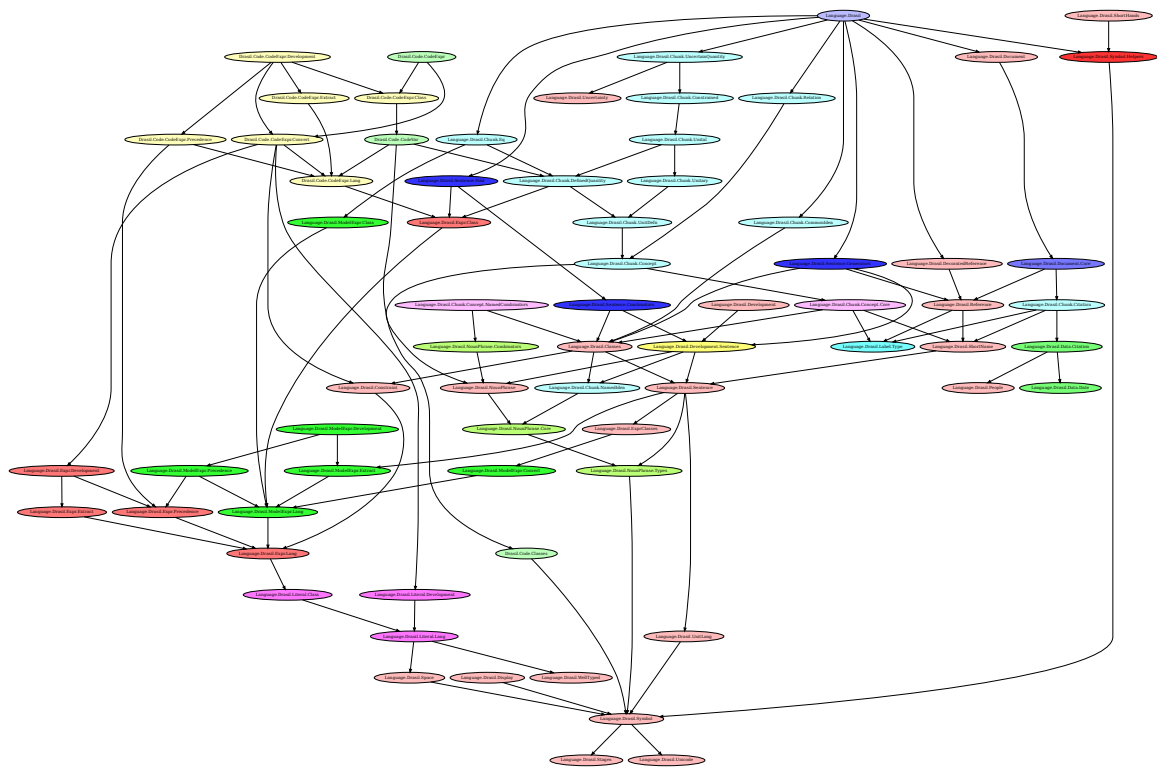 Language.Drasil
Language.Drasil.ShortHands
Drasil.Code.CodeExpr.Development
Drasil.Code.CodeExpr
Language.Drasil.Chunk.UncertainQuantity
Language.Drasil.Document
Language.Drasil.Symbol.Helpers
Drasil.Code.CodeExpr.Extract
Drasil.Code.CodeExpr.Class
Language.Drasil.Uncertainty
Language.Drasil.Chunk.Constrained
Language.Drasil.Chunk.Relation
Drasil.Code.CodeExpr.Precedence
Drasil.Code.CodeExpr.Convert
Drasil.Code.CodeVar
Language.Drasil.Chunk.Eq
Language.Drasil.Chunk.Unital
Drasil.Code.CodeExpr.Lang
Language.Drasil.Chunk.DefinedQuantity
Language.Drasil.Chunk.Unitary
Language.Drasil.ModelExpr.Class
Language.Drasil.Expr.Class
Language.Drasil.Chunk.UnitDefn
Language.Drasil.Chunk.CommonIdea
Language.Drasil.Chunk.Concept
Language.Drasil.DecoratedReference
Language.Drasil.Document.Core
Language.Drasil.Chunk.Concept.NamedCombinators
Language.Drasil.Development
Language.Drasil.Chunk.Concept.Core
Language.Drasil.Reference
Language.Drasil.Chunk.Citation
Language.Drasil.NounPhrase.Combinators
Language.Drasil.Classes
Language.Drasil.Development.Sentence
Language.Drasil.Label.Type
Language.Drasil.ShortName
Language.Drasil.Data.Citation
Language.Drasil.Constraint
Language.Drasil.NounPhrase
Language.Drasil.Chunk.NamedIdea
Language.Drasil.Sentence
Language.Drasil.People
Language.Drasil.Data.Date
Language.Drasil.ModelExpr.Development
Language.Drasil.NounPhrase.Core
Language.Drasil.ExprClasses
Language.Drasil.Expr.Development
Language.Drasil.ModelExpr.Precedence
Language.Drasil.ModelExpr.Extract
Language.Drasil.ModelExpr.Convert
Language.Drasil.NounPhrase.Types
Language.Drasil.Expr.Extract
Language.Drasil.Expr.Precedence
Language.Drasil.ModelExpr.Lang
Language.Drasil.Expr.Lang
Drasil.Code.Classes
Language.Drasil.Literal.Class
Language.Drasil.Literal.Development
Language.Drasil.Literal.Lang
Language.Drasil.UnitLang
Language.Drasil.Space
Language.Drasil.Display
Language.Drasil.WellTyped
Language.Drasil.Symbol
Language.Drasil.Stages
Language.Drasil.Unicode